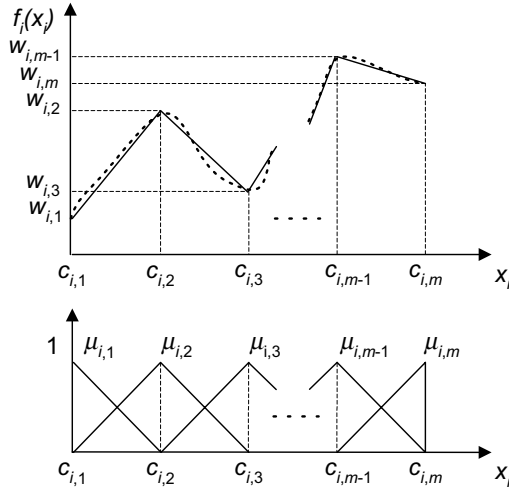 f_i(x_i)
w_{i,m-1}
w_{i,m}
w_{i,2}
w_{i,3}
w_{i,1}
c_{i,1} c_{i,2} c_{i,3} c_{i,m-1} c_{i,m} x_i
1 μ_{i,1} μ_{i,2} μ_{i,3} μ_{i,m-1} μ_{i,m}
c_{i,1} c_{i,2} c_{i,3} c_{i,m-1} c_{i,m} x_i